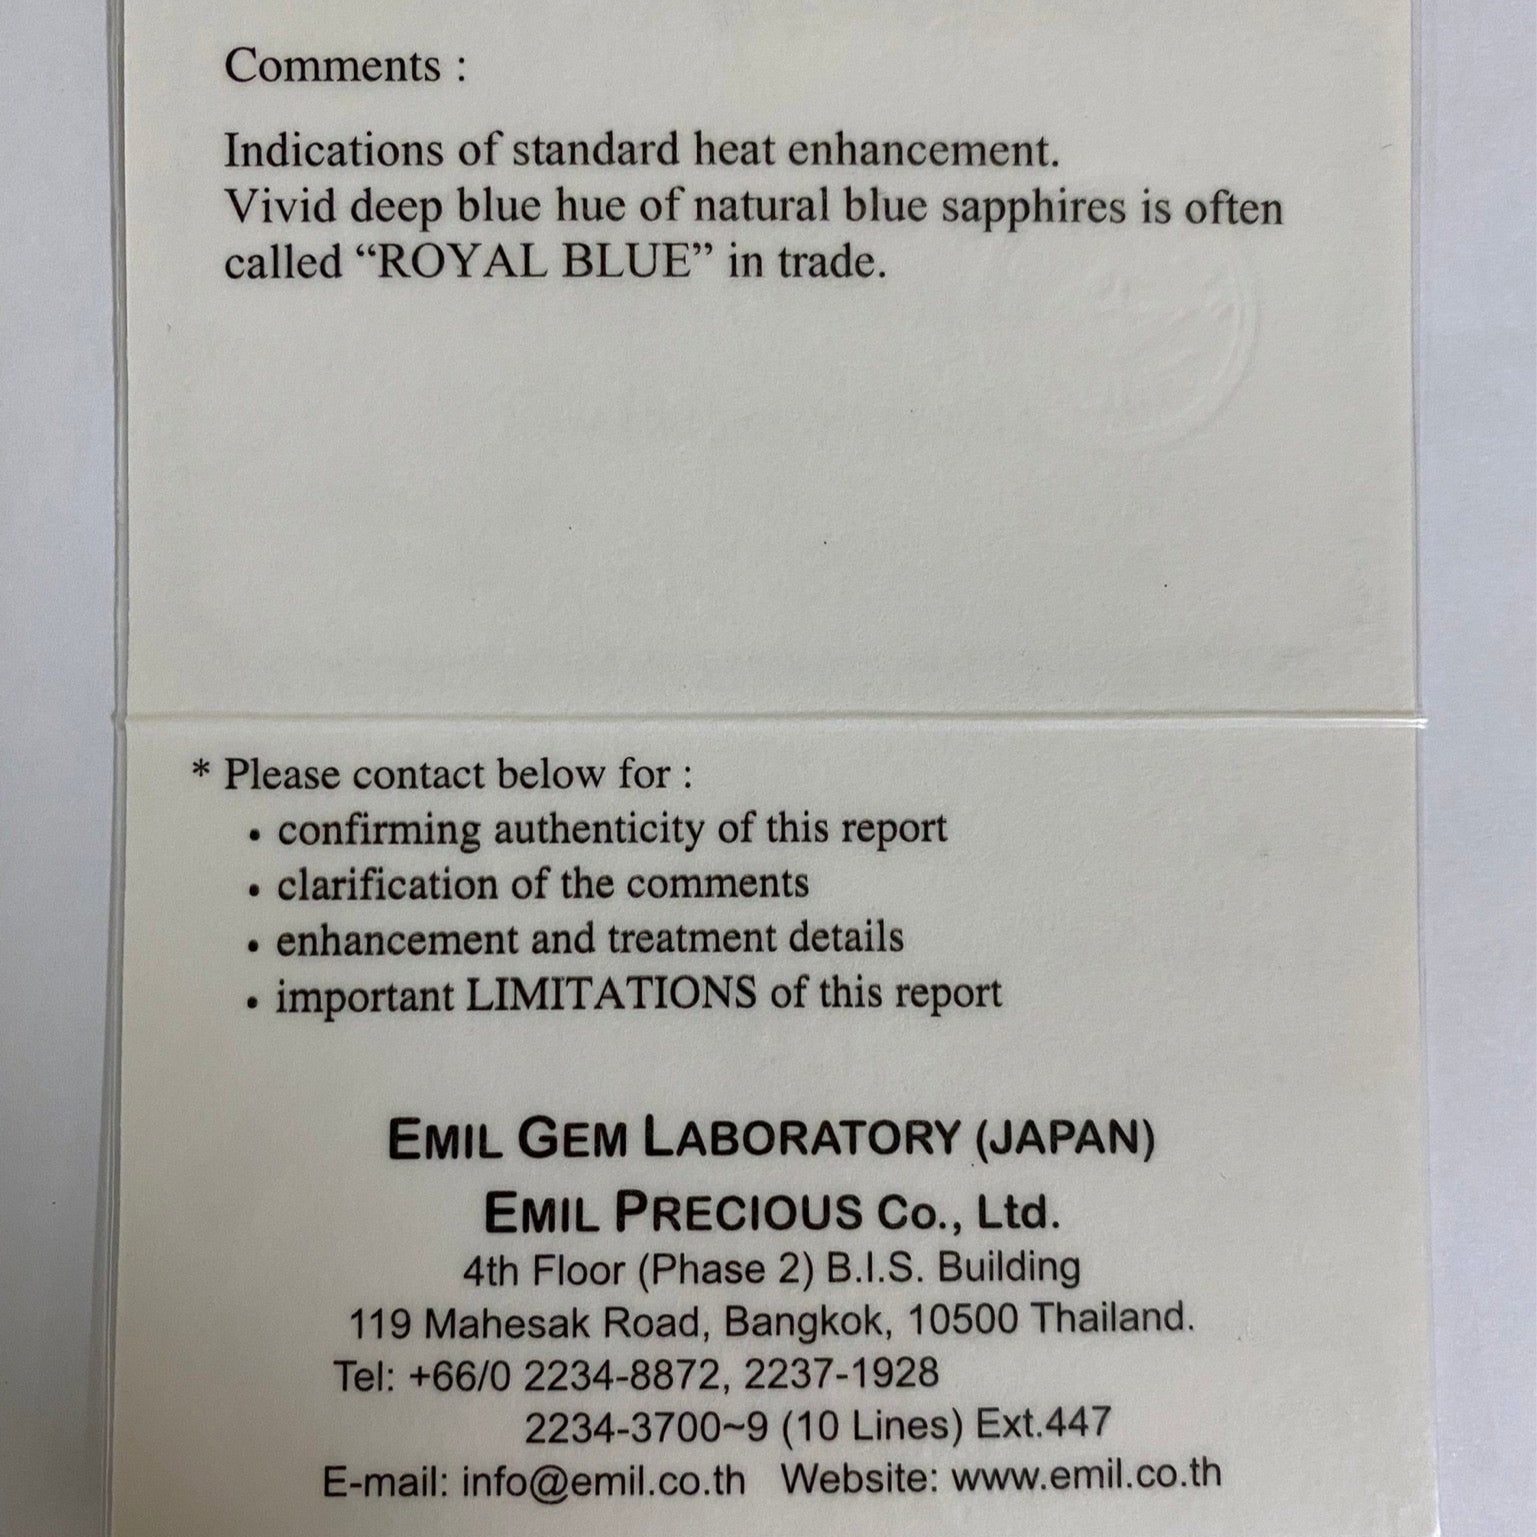 Comments :
Indications of standard heat enhancement.
Vivid deep blue hue of natural blue sapphires is often
called “ROYAL BLUE” in trade.
* Please contact below for :
• confirming authenticity of this report
• clarification of the comments
• enhancement and treatment details
• important LIMITATIONS of this report
EMIL GEM LABORATORY (JAPAN)
EMIL PRECIOUS Co., Ltd.
4th Floor (Phase 2) B.I.S. Building
119 Mahesak Road, Bangkok, 10500 Thailand.
Tel: +66/0 2234-8872, 2237-1928
2234-3700~9 (10 Lines) Ext.447
E-mail: info@emil.co.th Website: www.emil.co.th